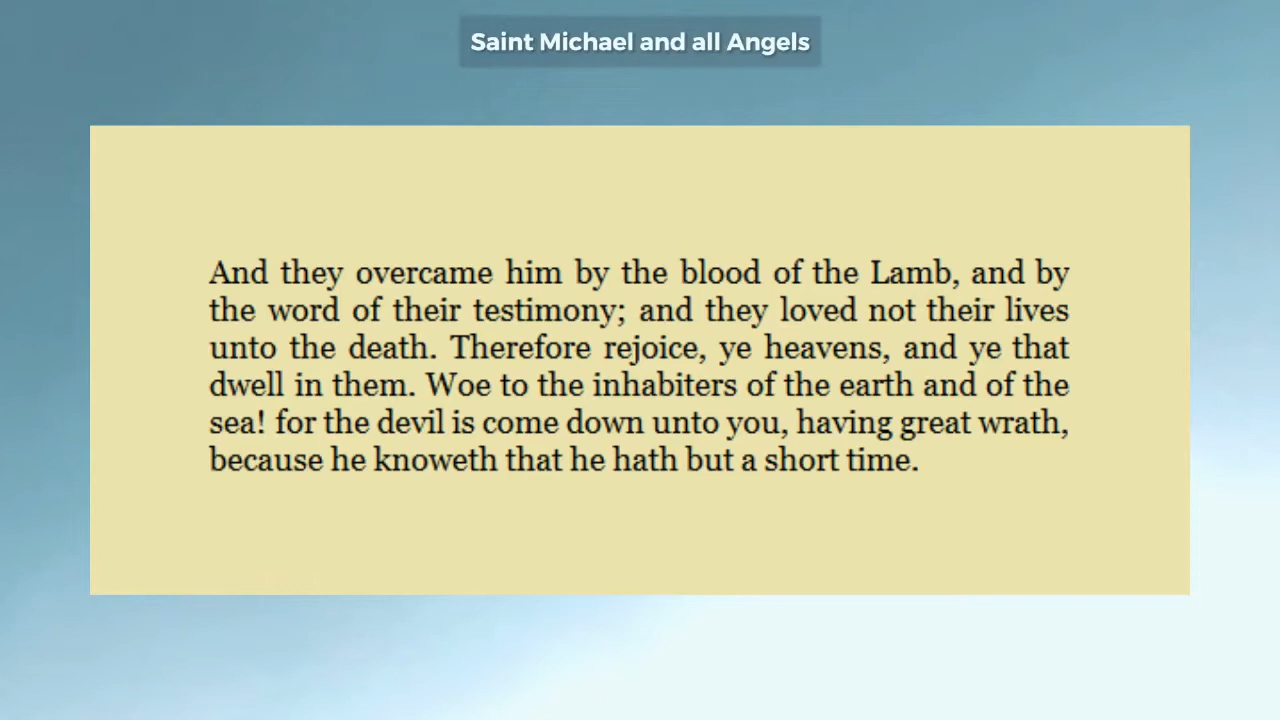 Saint Michael and all Angels
And they overcame him by the blood of the Lamb, and by
the word of their testimony; and they loved not their lives
unto the death. Therefore rejoice, ye heavens, and ye that
dwell in them. Woe to the inhabiters of the earth and of the
sea! for the devil is come down unto you, having great wrath,
because he knoweth that he hath but a short time.